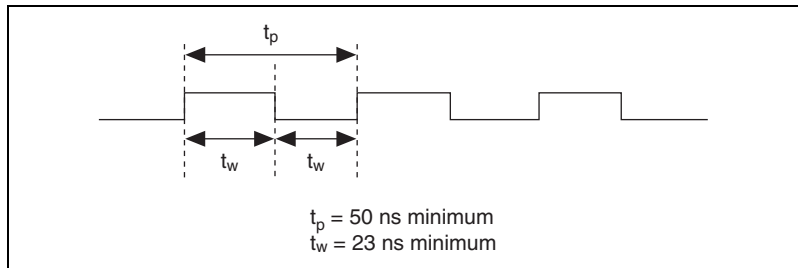 tp
tw tw
tp = 50 ns minimum
tw = 23 ns minimum